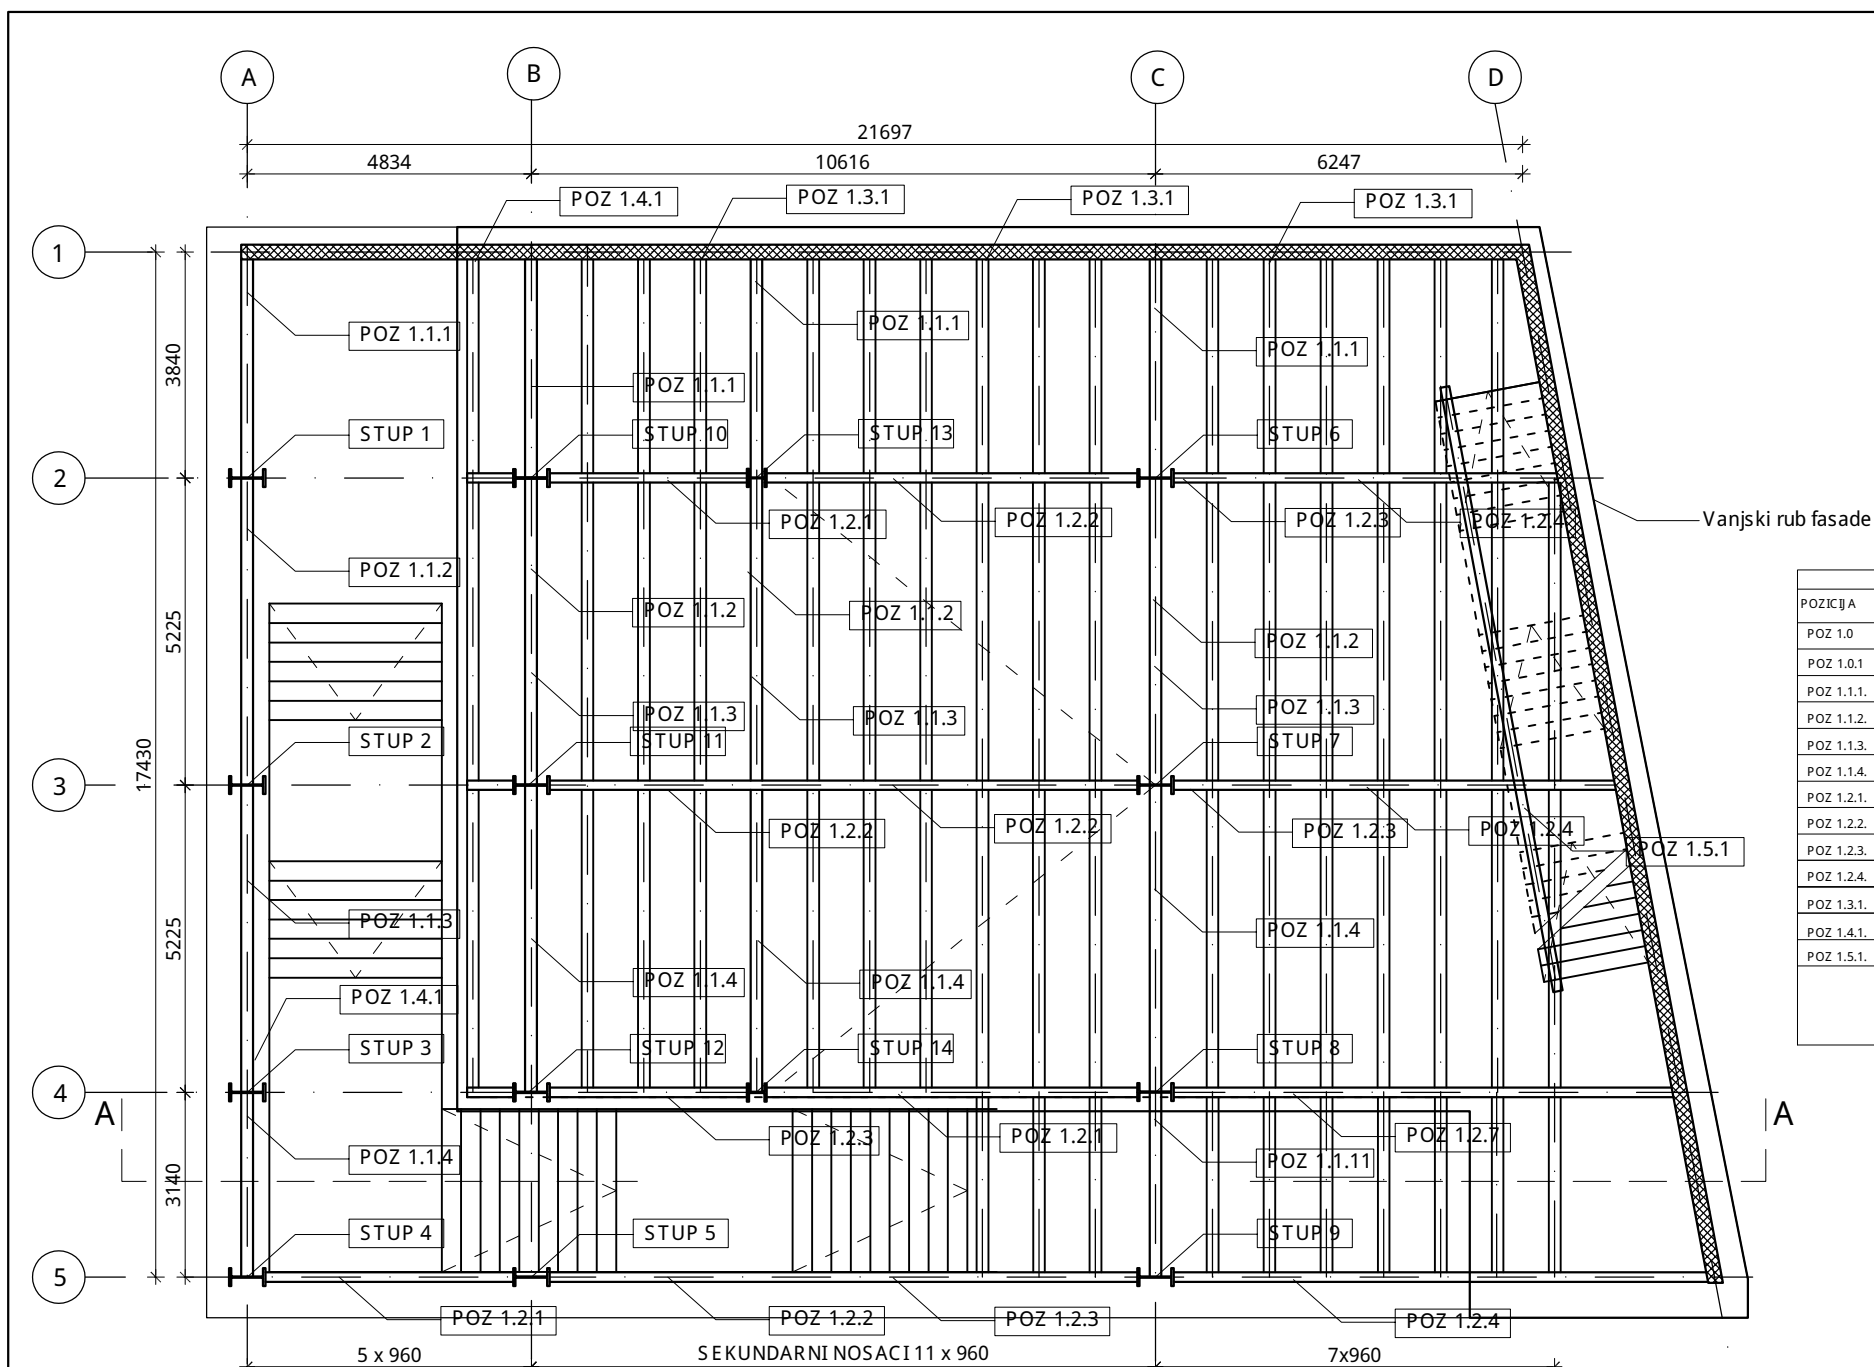 A
B
C
D
21697
4834
10616
6247
POZ 1.4.1
POZ 1.3.1
POZ 1.3.1
POZ 1.3.1
1
POZ 1.1.1
POZ 1.1.1
POZ 1.1.1
3840
POZ 1.1.1
STUP 1
STUP 10
STUP 13
STUP 6
2
POZ 1.2.1
POZ 1.2.2
POZ 1.2.3
POZ 1.2.4
Vanjski rub fasade
POZ 1.1.2
POZ 1.1.2
POZ 1.1.2
POZ 1.1.2
5225
POZICIJA
POZ 1.0
POZ 1.0.1
POZ 1.1.1.
POZ 1.1.2.
POZ 1.1.3.
POZ 1.1.4.
POZ 1.2.1.
POZ 1.2.2.
POZ 1.2.3.
POZ 1.2.4.
POZ 1.3.1.
POZ 1.4.1.
POZ 1.5.1.
POZ 1.1.3
POZ 1.1.3
POZ 1.1.3
STUP 2
STUP 11
STUP 7
17430
3
POZ 1.2.2
POZ 1.2.2
POZ 1.2.3
POZ 1.2.4
POZ 1.5.1
5225
POZ 1.1.3
POZ 1.1.4
POZ 1.1.4
POZ 1.1.4
POZ 1.4.1
STUP 3
STUP 12
STUP 14
STUP 8
4
A
A
POZ 1.2.3
POZ 1.2.1
POZ 1.2.7
POZ 1.1.4
POZ 1.1.11
3140
STUP 4
STUP 5
STUP 9
5
POZ 1.2.1
POZ 1.2.2
POZ 1.2.3
POZ 1.2.4
5 x 960
SEKUNDARNI NOSACI 11 x 960
7x960